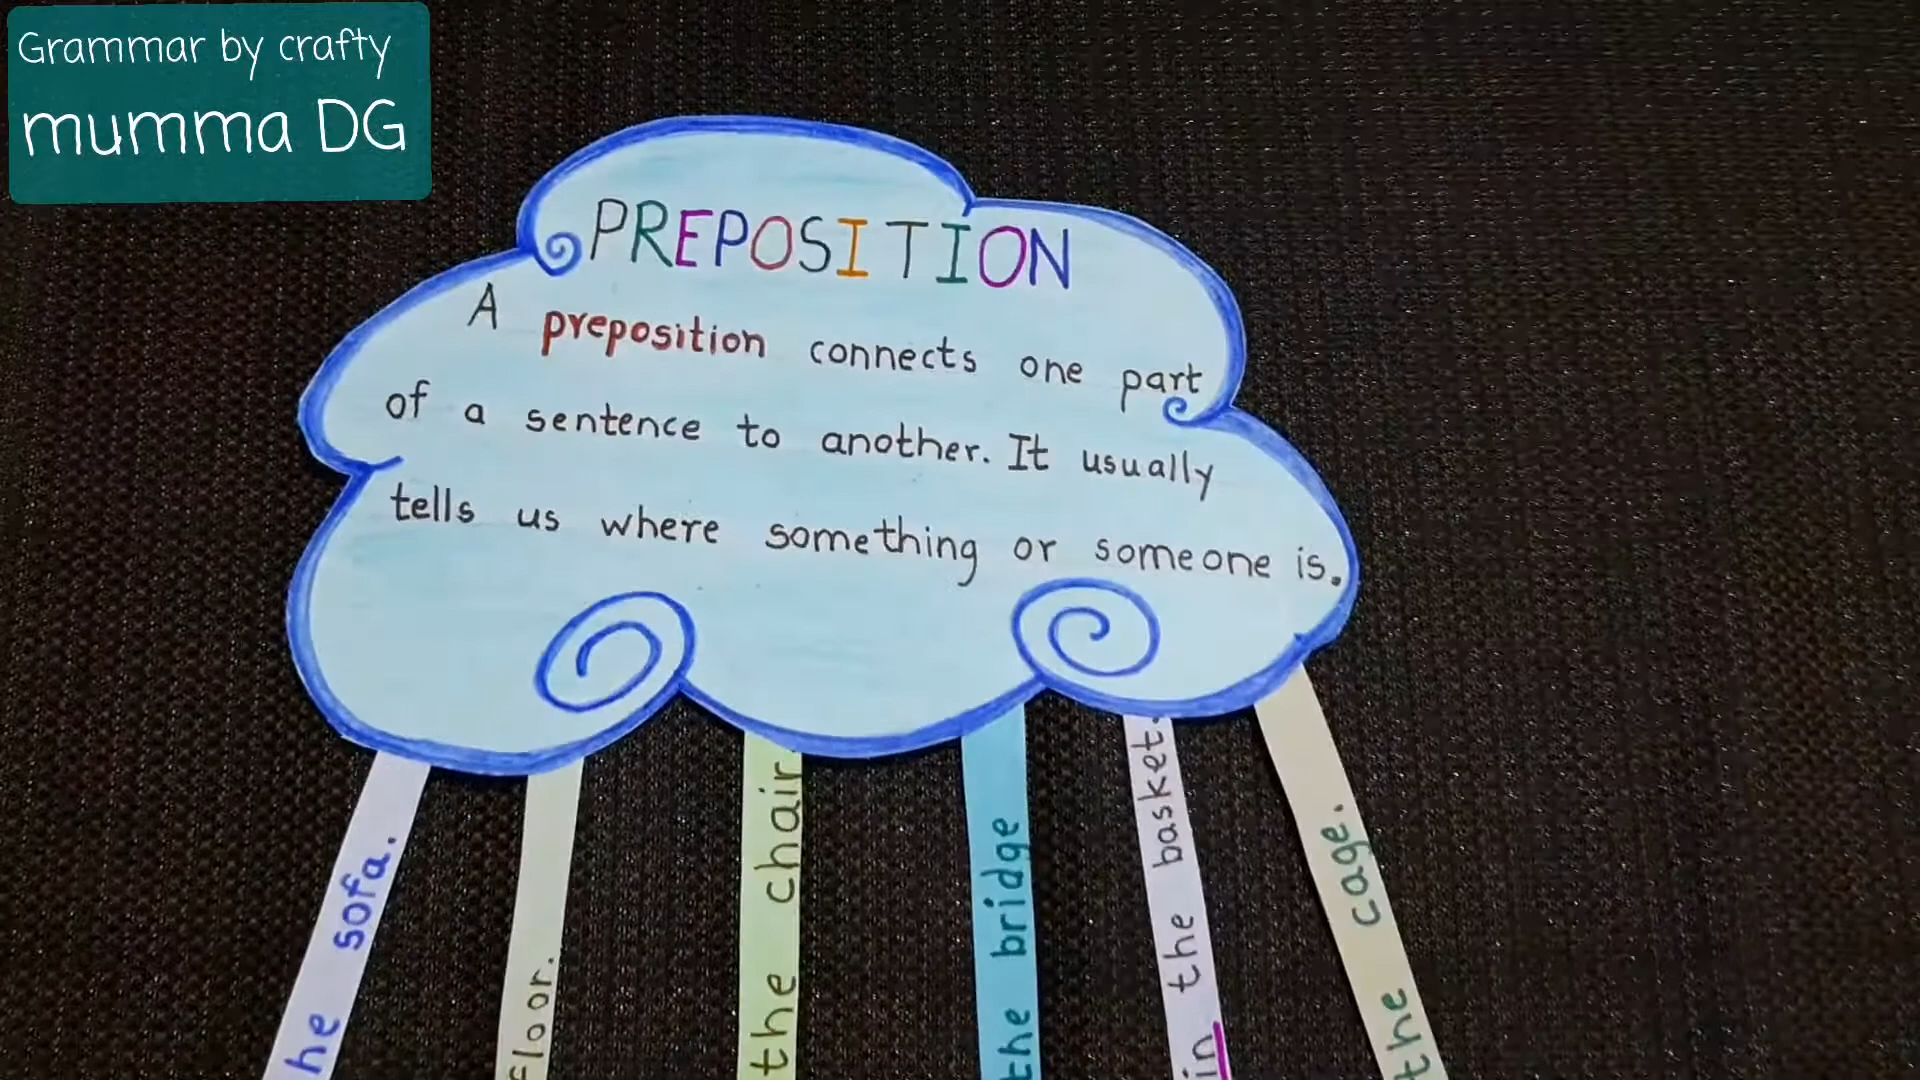 Grammar by crafty
mumma DG
PREPOSITION
A preposition connects one part
of a sentence to another. It usually
tells us where something or someone is.
he sofa.
floor.
the chair
the bridge
in the basket.
the cage.